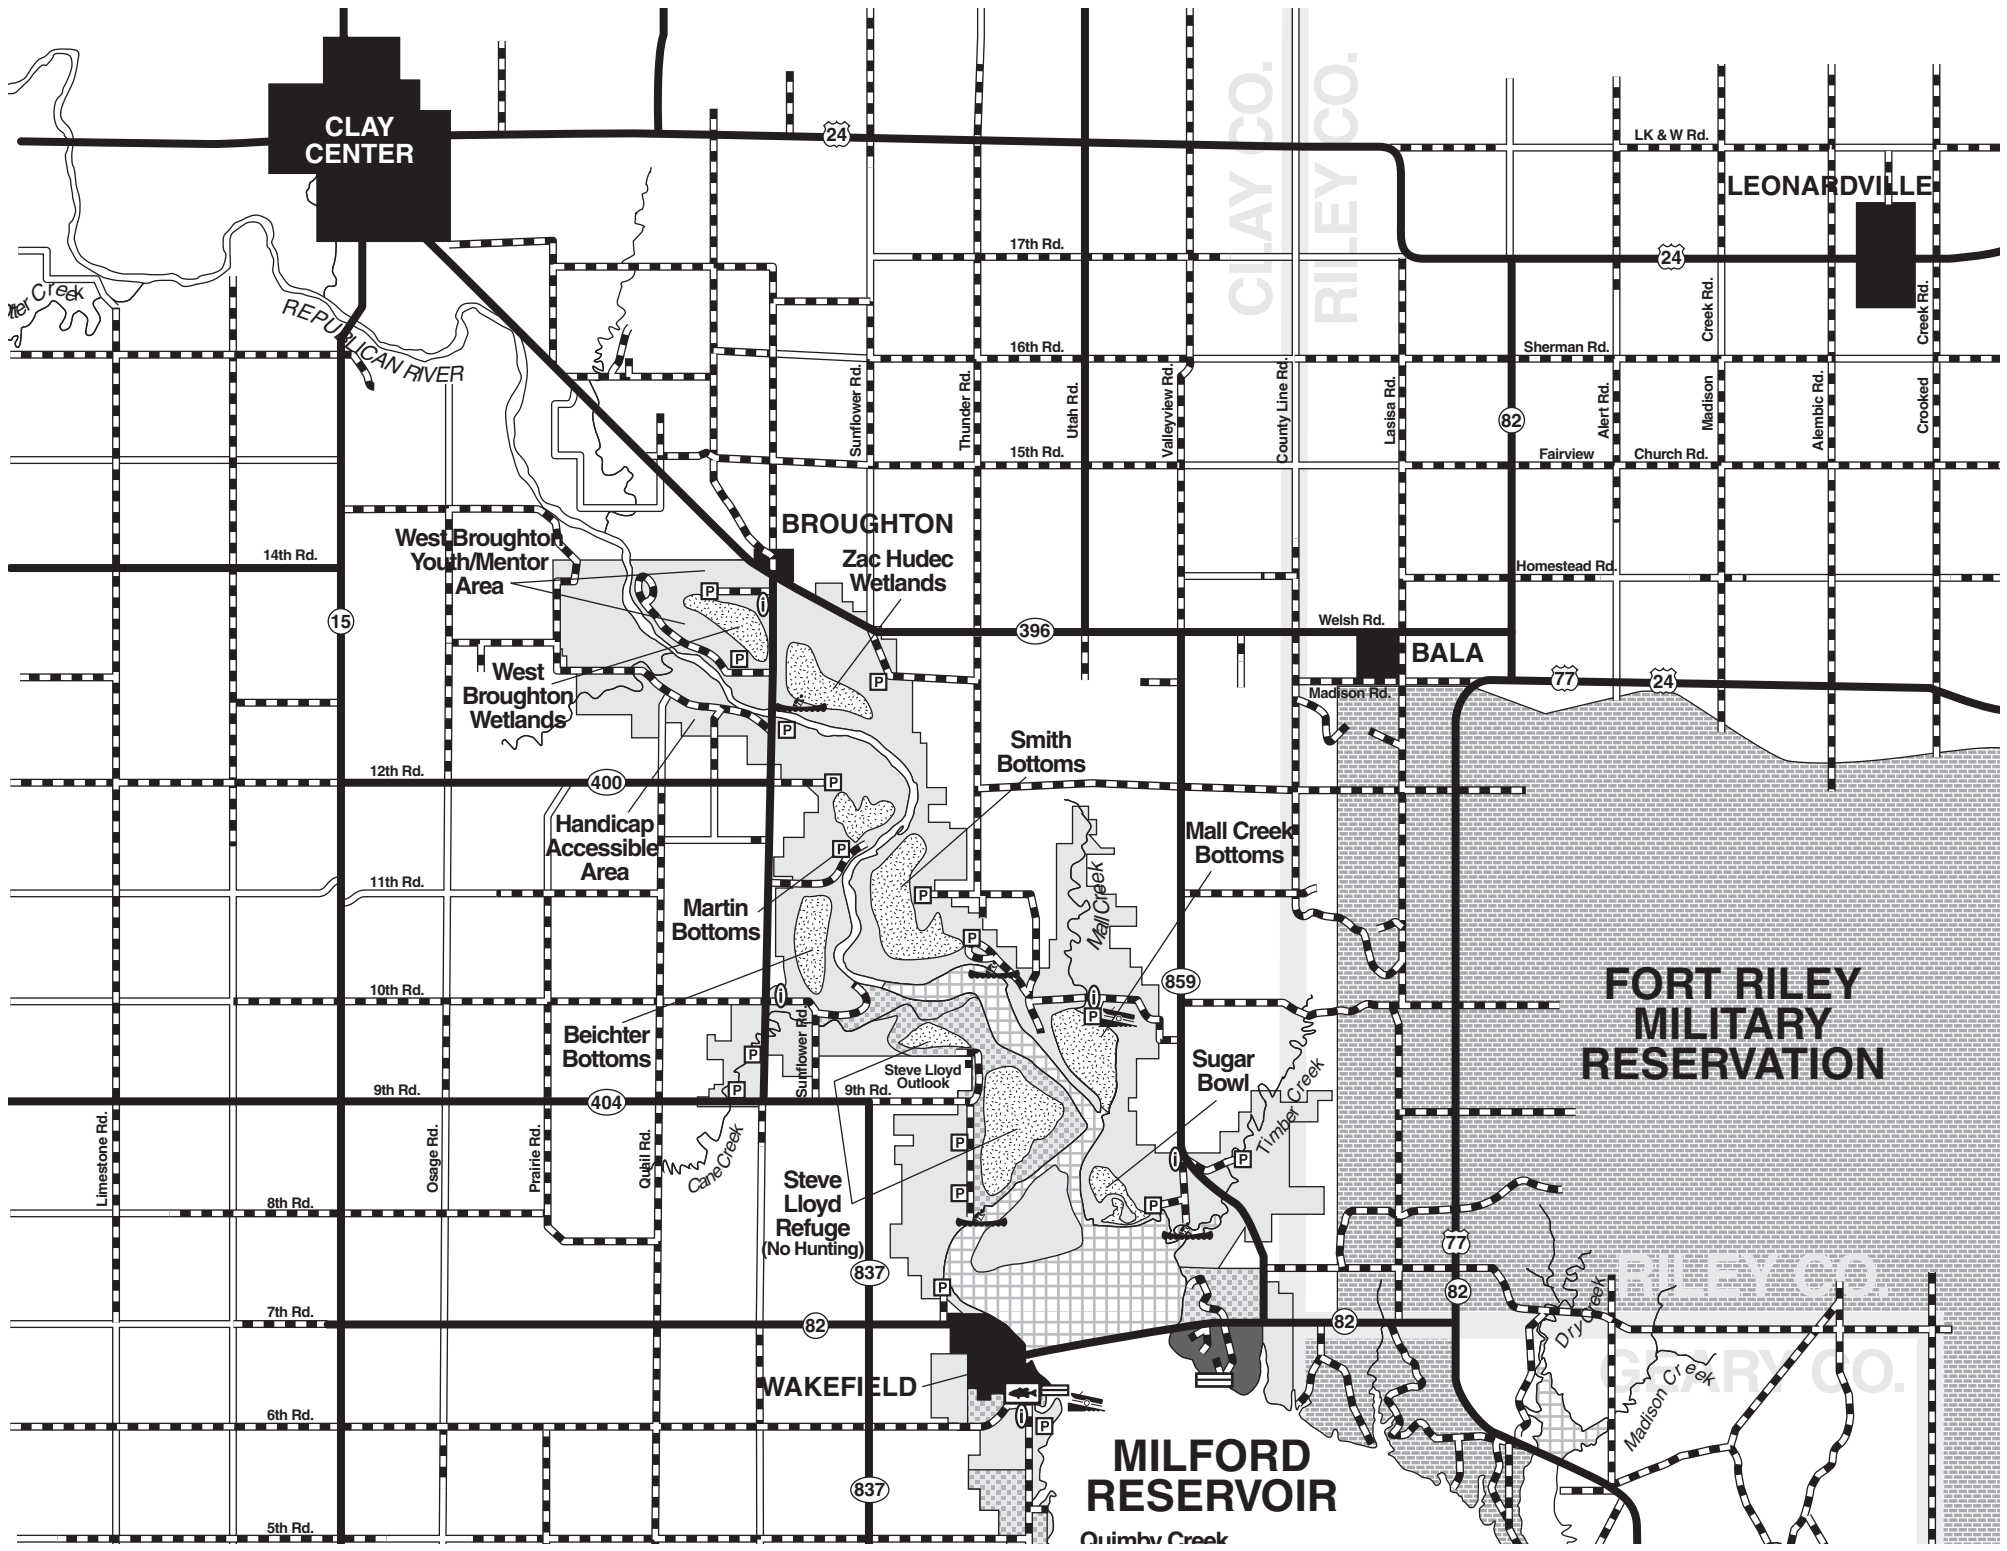 CLAY CO.
RILEY CO.
CLAY
CENTER
24
LK & W Rd.
LEONARDVILLE
17th Rd.
24
Creek
REPUBLICAN RIVER
Creek Rd.
Creek Rd.
16th Rd.
Sherman Rd.
Sunflower Rd.
Thunder Rd.
Utah Rd.
Valleyview Rd.
County Line Rd.
Lasisa Rd.
82
Alert Rd.
Madison
Alembic Rd.
Crooked
15th Rd.
Fairview
Church Rd.
BROUGHTON
West Broughton
Youth/Mentor
Area
14th Rd.
Zac Hudec
Wetlands
Homestead Rd.
P
i
15
396
Welsh Rd.
BALA
P
West
Broughton
Wetlands
P
Madison Rd.
77
24
P
Smith
Bottoms
12th Rd.
400
P
Handicap
Accessible
Area
P
Mall Creek
Bottoms
11th Rd.
Martin
Bottoms
P
Mall Creek
P
859
FORT RILEY
MILITARY
RESERVATION
10th Rd.
i
i
P
Beichter
Bottoms
Sunflower Rd.
P
Steve Lloyd
Outlook
Sugar
Bowl
Timber Creek
9th Rd.
404
P
9th Rd.
Limestone Rd.
Osage Rd.
Prairie Rd.
Quail Rd.
Cane Creek
P
i
P
Steve
Lloyd
Refuge
(No Hunting)
P
P
8th Rd.
77
837
P
82
RILEY CO.
Dry Creek
7th Rd.
82
82
GEARY CO.
Madison Creek
WAKEFIELD
6th Rd.
i
P
MILFORD
RESERVOIR
837
5th Rd.
Quimby Creek